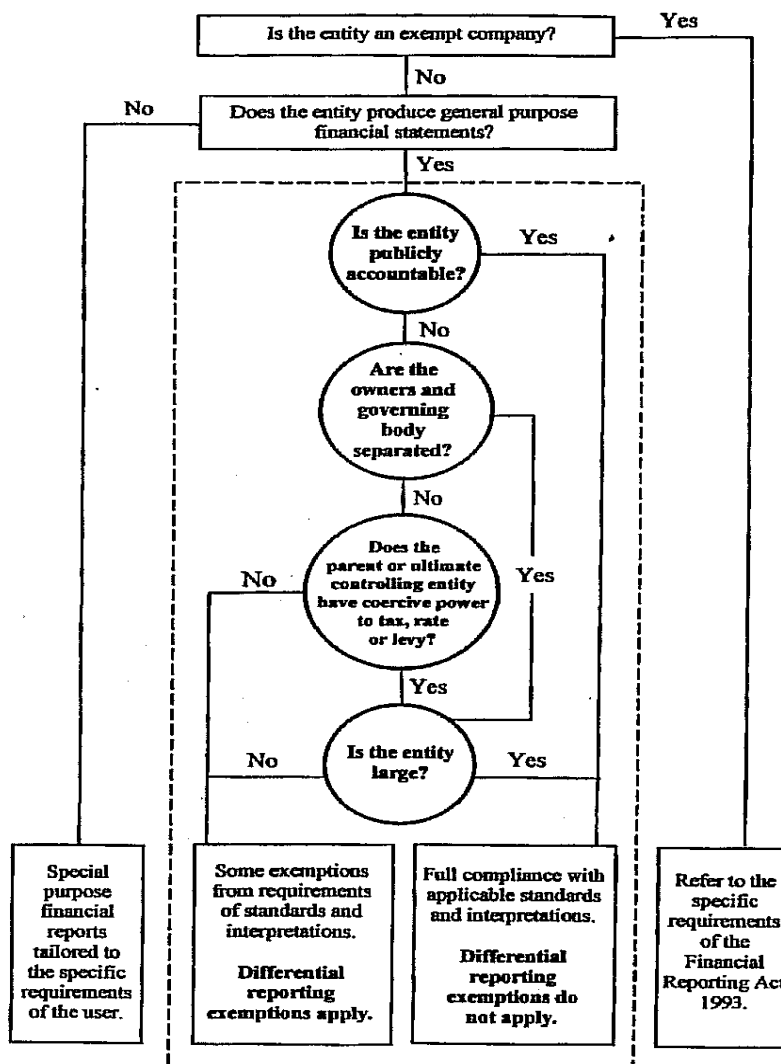 Is the entity an exempt company?
Yes
No
No
Does the entity produce general purpose
financial statements?
Yes
Is the entity
publicly
accountable?
Yes
No
Are the
owners and
governing
body
separated?
No
Does the
parent or ultimate
controlling entity
have coercive power
to tax, rate
or levy?
No
Yes
Yes
Is the entity
large?
No
Yes
Special
purpose
financial
reports
tailored to
the specific
requirements
of the user.
Some exemptions
from requirements
of standards and
interpretations.
Differential
reporting
exemptions apply.
Full compliance with
applicable standards
and interpretations.
Differential
reporting
exemptions do
not apply.
Refer to the
specific
requirements
of the
Financial
Reporting Act
1993.